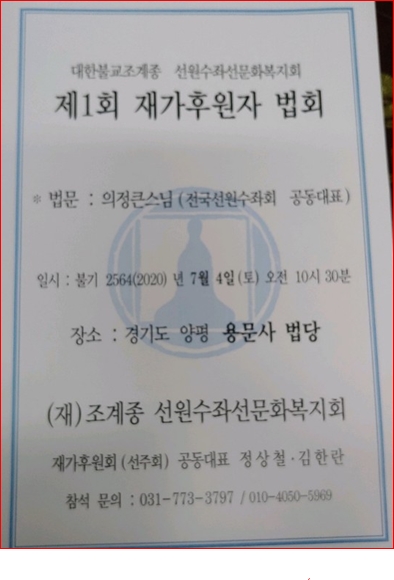 대한불교조계종 선원수좌선문화복지회
제1회 재가후원자 법회
* 법문 : 의정큰스님(전국선원수좌회 공동대표)
일시 : 불기 2564(2020) 년 7월 4일(토) 오전 10시 30분
장소 : 경기도 양평 용문사 법당
(재)조계종 선원수좌선문화복지회
재가후원회(선주회) 공동대표 정상철·김한란
참석 문의 : 031-773-3797 / 010-4050-5969